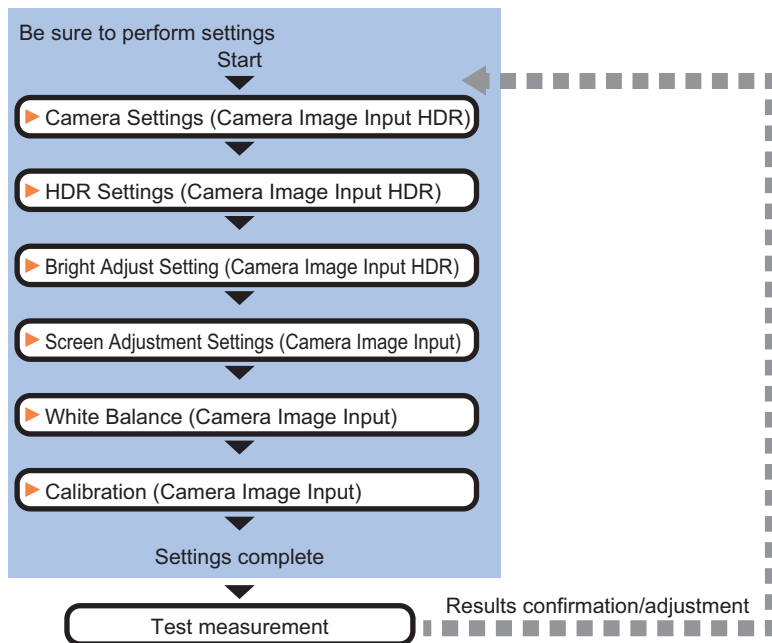 Be sure to perform settings
Start
Camera Settings (Camera Image Input HDR)
HDR Settings (Camera Image Input HDR)
Bright Adjust Setting (Camera Image Input HDR)
Screen Adjustment Settings (Camera Image Input)
White Balance (Camera Image Input)
Calibration (Camera Image Input)
Settings complete
Results confirmation/adjustment
Test measurement